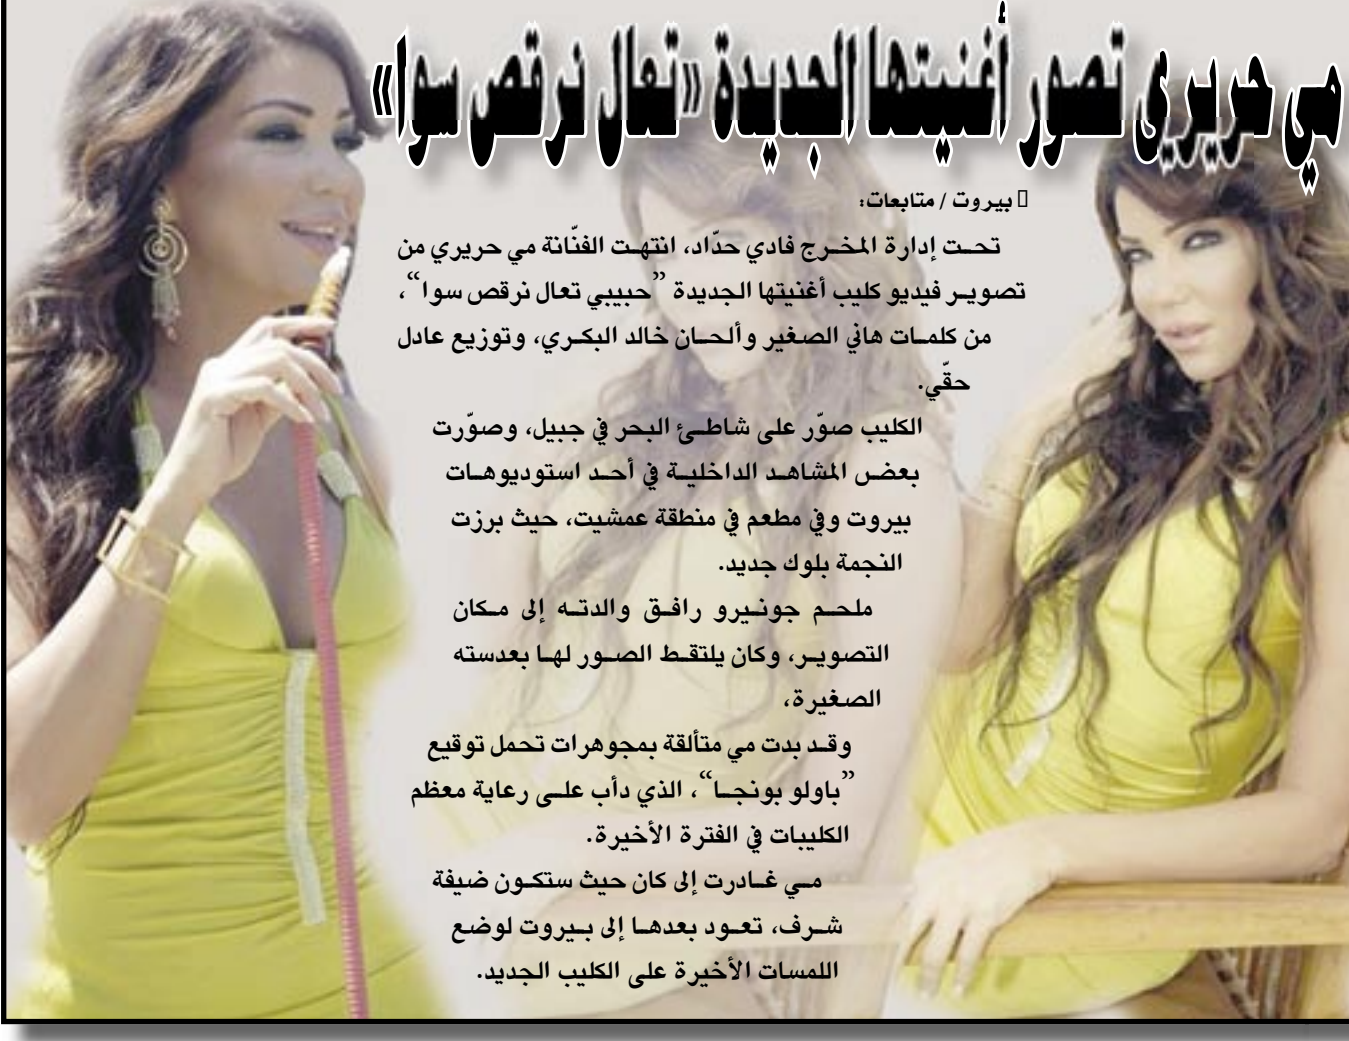 مي حريري تصور أغنيتها الجديدة «تعال نرقص سوا»
بيروت / متابعات:
تحت إدارة المخرج فادي حدّاد، انتهت الفنّانة مي حريري من
تصوير فيديو كليب أغنيتها الجديدة ”حبيبي تعال نرقص سوا“،
من كلمات هاني الصغير وألحان خالد البكري، وتوزيع عادل
حقّي.
الكليب صوّر على شاطئ البحر في جبيل، وصوّرت
بعض المشاهد الداخلية في أحد استوديوهات
بيروت وفي مطعم في منطقة عمشيت، حيث برزت
النجمة بلوك جديد.
ملحم جونيرو رافق والدته إلى مكان
التصوير، وكان يلتقط الصور لها بعدسته
الصغيرة،
وقد بدت مي متألقة بمجوهرات تحمل توقيع
”باولو بونجا“، الذي دأب على رعاية معظم
الكليبات في الفترة الأخيرة.
مي غادرت إلى كان حيث ستكون ضيفة
شرف، تعود بعدها إلى بيروت لوضع
اللمسات الأخيرة على الكليب الجديد.